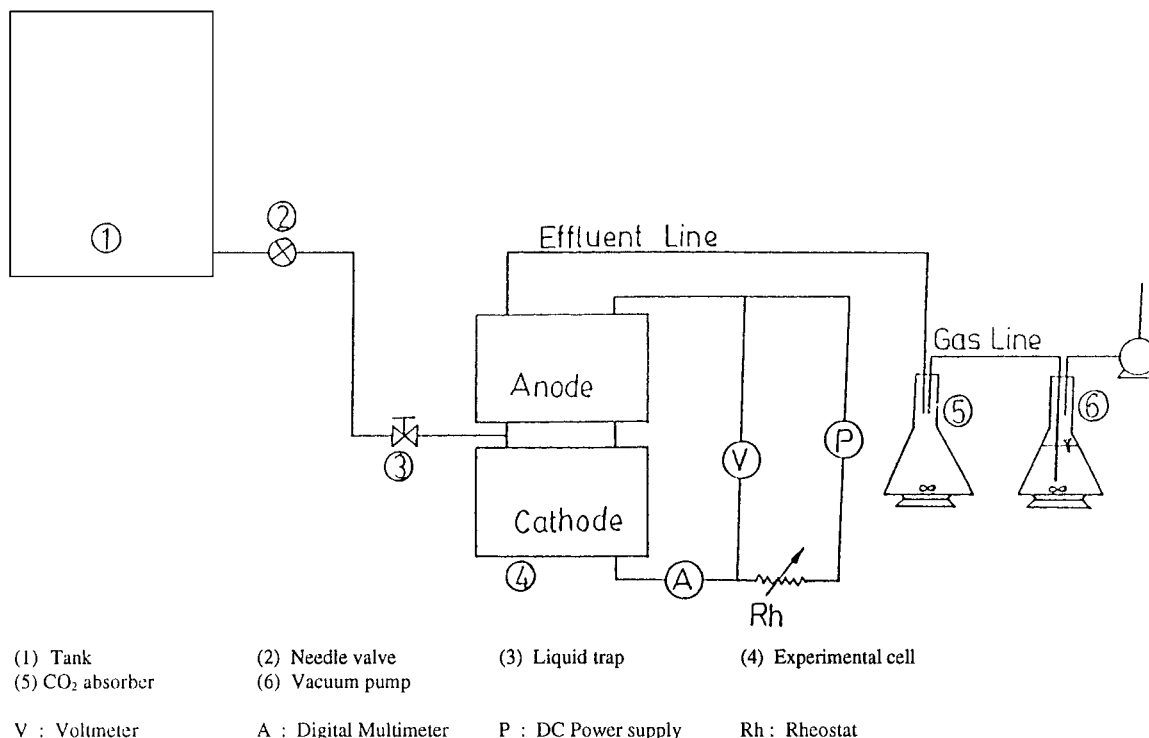 ①
②
Effluent Line
Gas Line
Anode
⑤
⑥
③
V
P
Cathode
④
A
Rh
(1) Tank (2) Needle valve (3) Liquid trap (4) Experimental cell
(5) CO₂ absorber (6) Vacuum pump
V : Voltmeter A : Digital Multimeter P : DC Power supply Rh : Rheostat